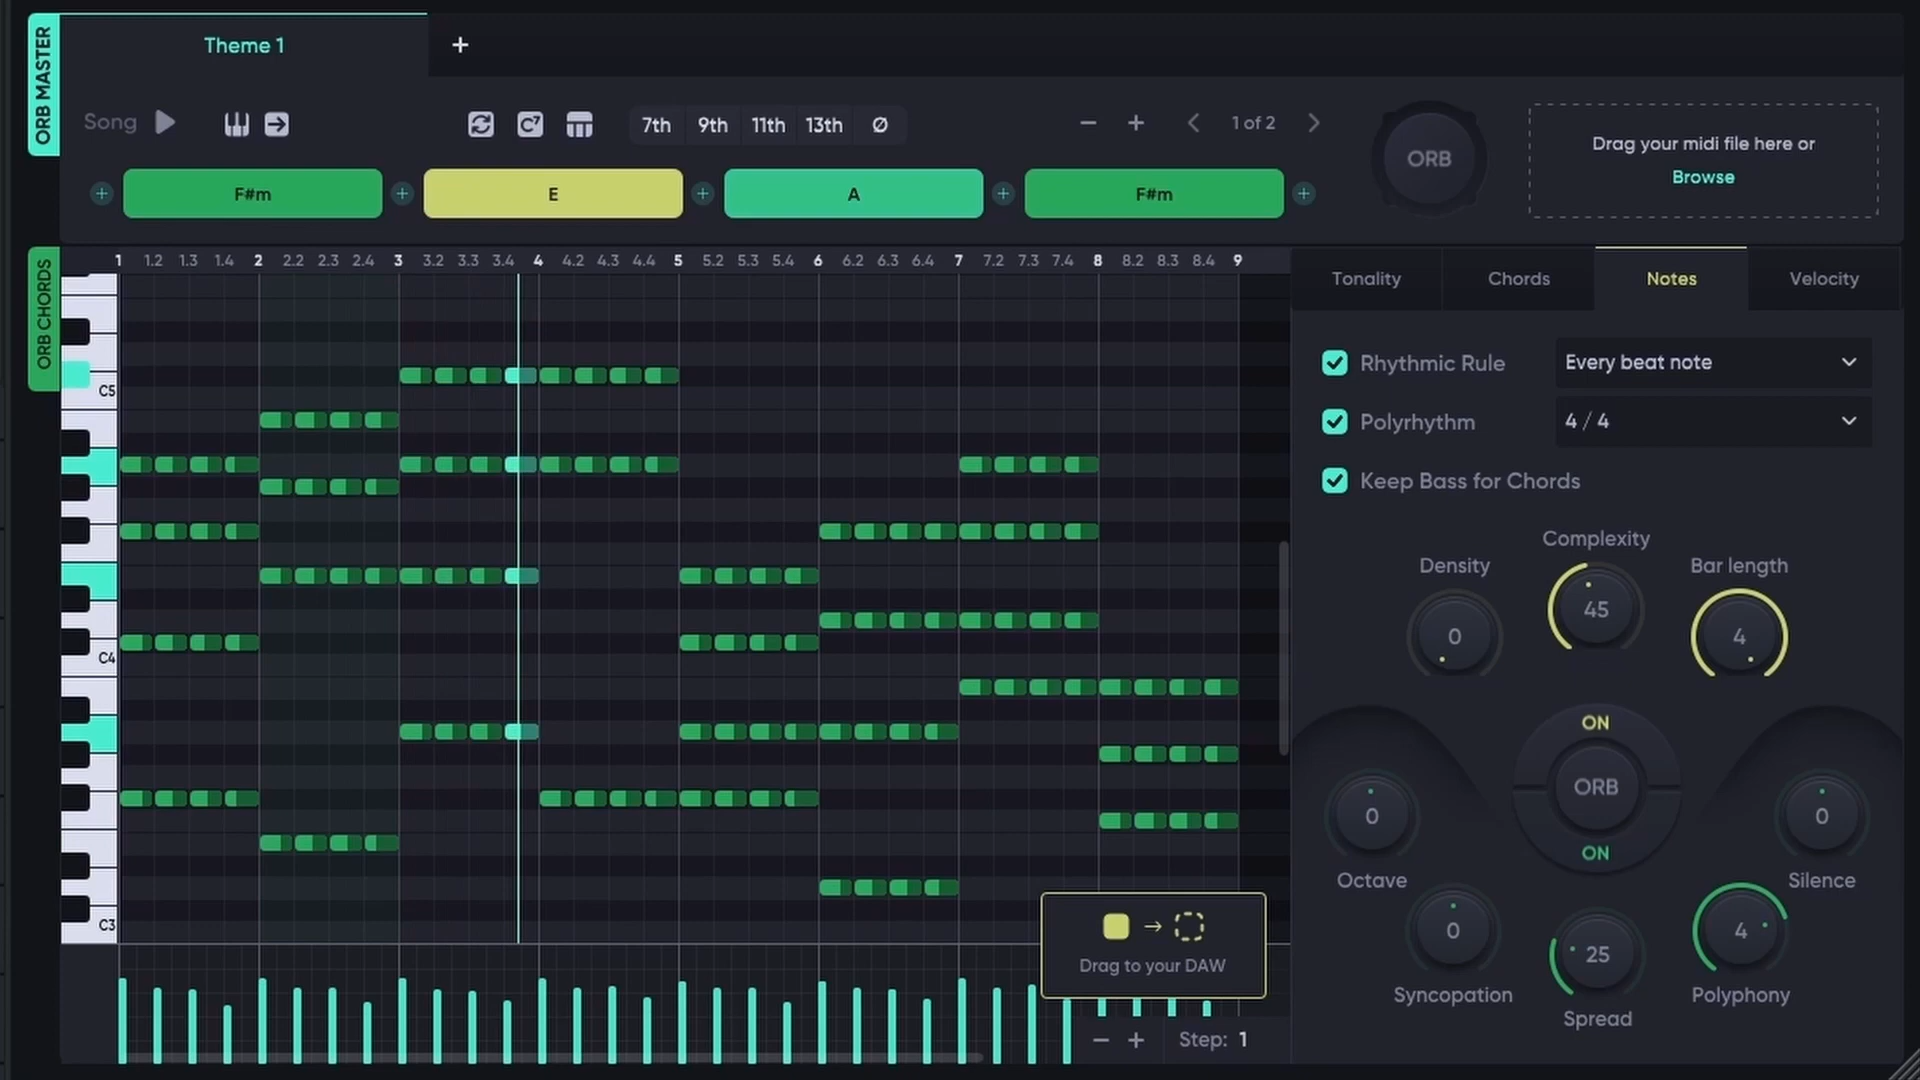 ORB MASTER
Theme 1
+
Song
C7
7th 9th 11th 13th Ø
− + < 1 of 2 >
ORB
Drag your midi file here or
Browse
+ F#m + E + A + F#m +
ORB CHORDS
1 1.2 1.3 1.4 2 2.2 2.3 2.4 3 3.2 3.3 3.4 4 4.2 4.3 4.4 5 5.2 5.3 5.4 6 6.2 6.3 6.4 7 7.2 7.3 7.4 8 8.2 8.3 8.4 9
C5
C4
C3
Tonality Chords Notes Velocity
Rhythmic Rule Every beat note
Polyrhythm 4 / 4
Keep Bass for Chords
Complexity
Density Bar length
45
0 4
ON
ORB
ON
0 0
Octave Silence
0 4
25
Syncopation Polyphony
Spread
→
Drag to your DAW
− + Step: 1